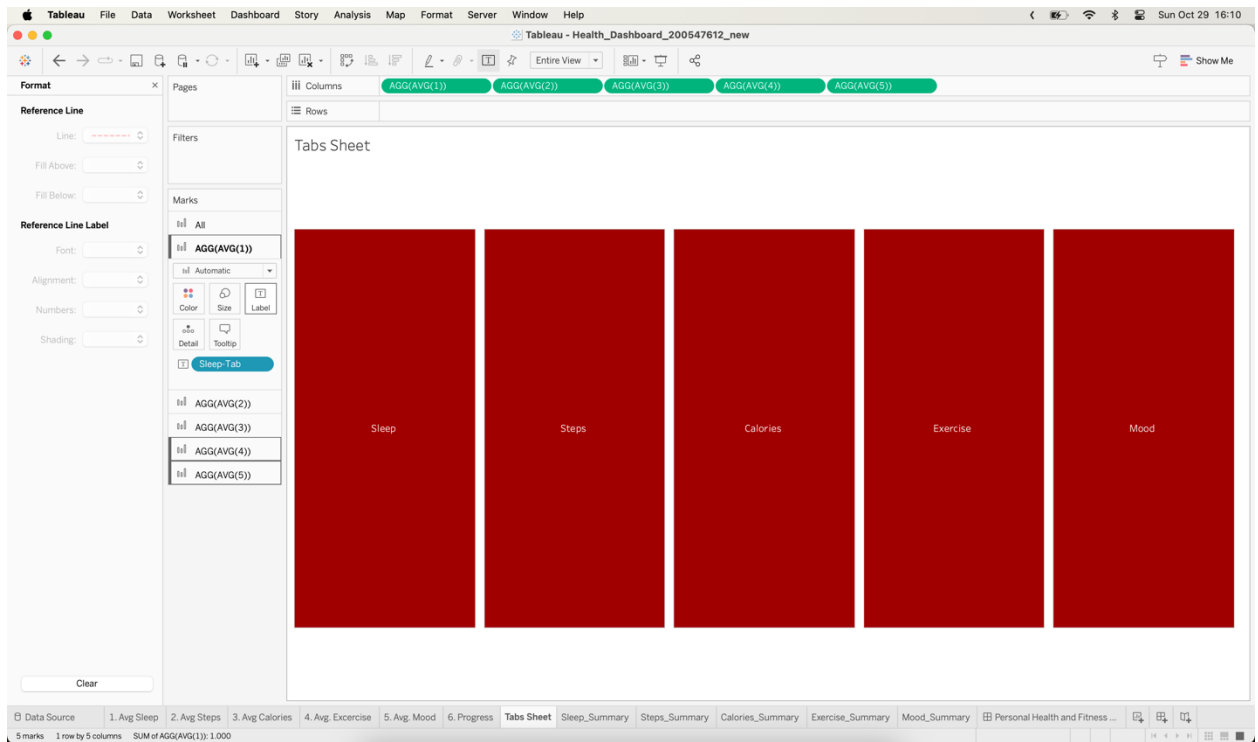 Tableau File Data Worksheet Dashboard Story Analysis Map Format Server Window Help Sun Oct 29 16:10
Tableau - Health_Dashboard_200547612_new
Entire View Show Me
Format × Pages Columns AGG(AVG(1)) AGG(AVG(2)) AGG(AVG(3)) AGG(AVG(4)) AGG(AVG(5))
Reference Line Rows
Line: Filters
Tabs Sheet
Fill Above:
Fill Below: Marks
Reference Line Label All
Font: AGG(AVG(1))
Automatic
Alignment:
Numbers: Color Size Label
Shading: Detail Tooltip
Sleep-Tab
AGG(AVG(2))
AGG(AVG(3))
Sleep Steps Calories Exercise Mood
AGG(AVG(4))
AGG(AVG(5))
Clear
Data Source 1. Avg Sleep 2. Avg Steps 3. Avg Calories 4. Avg. Excercise 5. Avg. Mood 6. Progress Tabs Sheet Sleep_Summary Steps_Summary Calories_Summary Exercise_Summary Mood_Summary Personal Health and Fitness ...
5 marks 1 row by 5 columns SUM of AGG(AVG(1)): 1.000